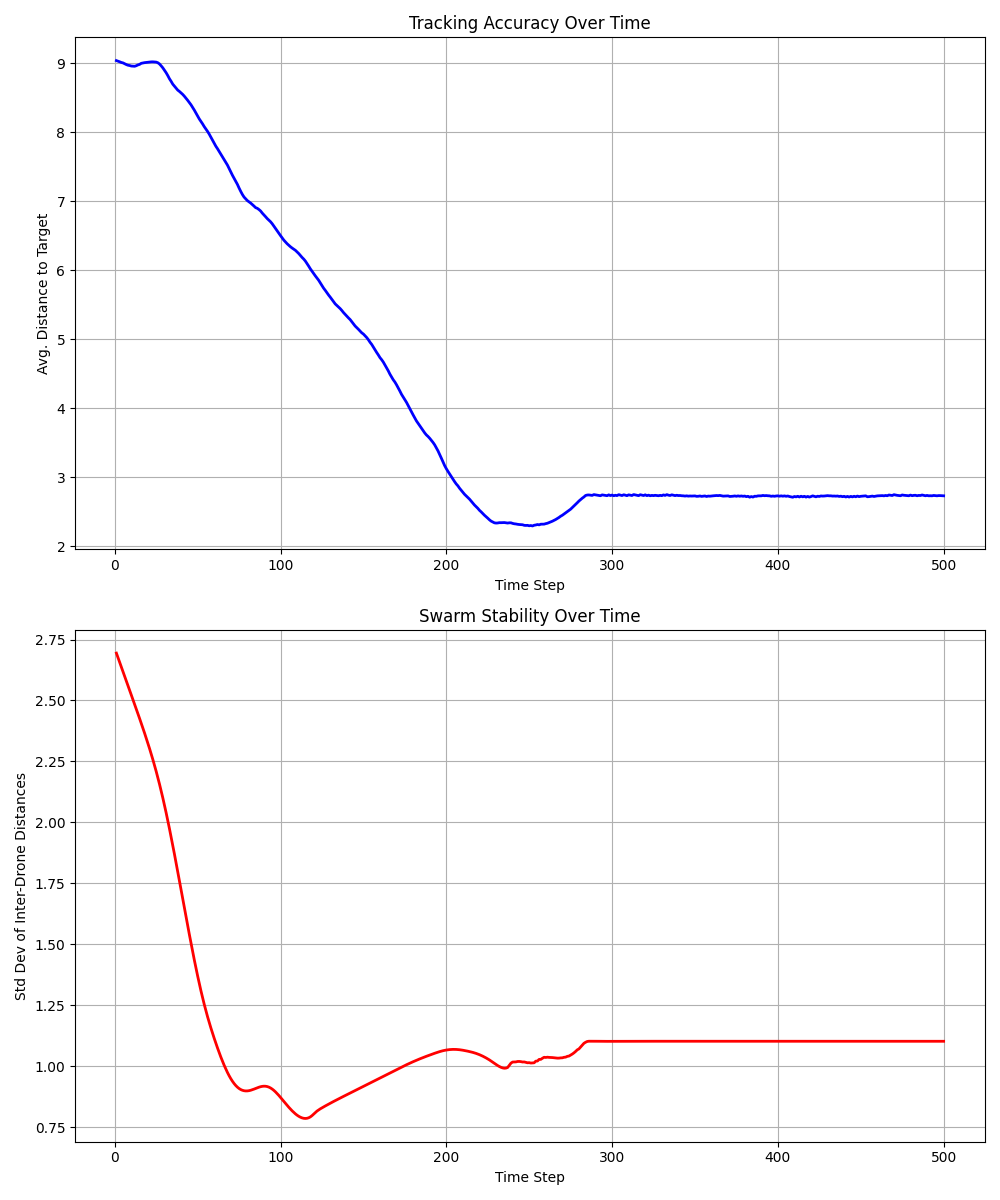 Tracking Accuracy Over Time
Avg. Distance to Target
9
8
7
6
5
4
3
2
0 100 200 300 400 500
Time Step
Swarm Stability Over Time
Std Dev of Inter-Drone Distances
2.75
2.50
2.25
2.00
1.75
1.50
1.25
1.00
0.75
0 100 200 300 400 500
Time Step